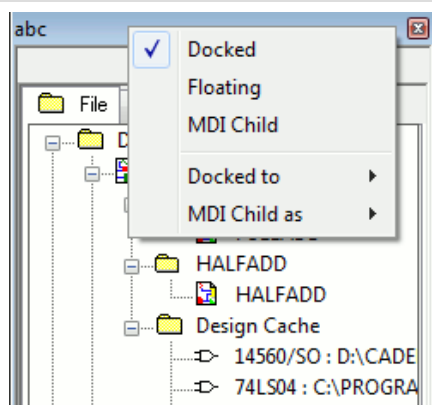 abc
Docked
Floating
MDI Child
Docked to
MDI Child as
File
HALFADD
HALFADD
Design Cache
14560/SO : D:\CADE
74LS04 : C:\PROGRA